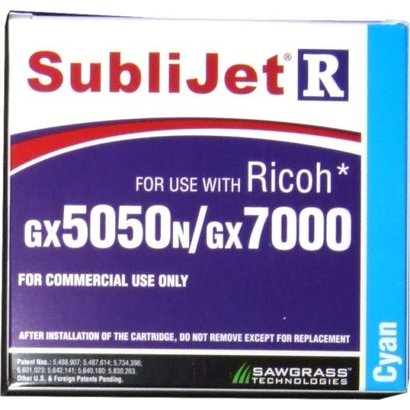 SubliJet® R
FOR USE WITH Ricoh*
GX5050N/GX7000
FOR COMMERCIAL USE ONLY
AFTER INSTALLATION OF THE CARTRIDGE, DO NOT REMOVE EXCEPT FOR REPLACEMENT
Patent Nos.: 5,488,907; 5,487,614; 5,734,396;
5,601,023; 5,642,141; 5,640,180; 5,830,263.
Other U.S. & Foreign Patents Pending.
SAWGRASS™
TECHNOLOGIES
Cyan